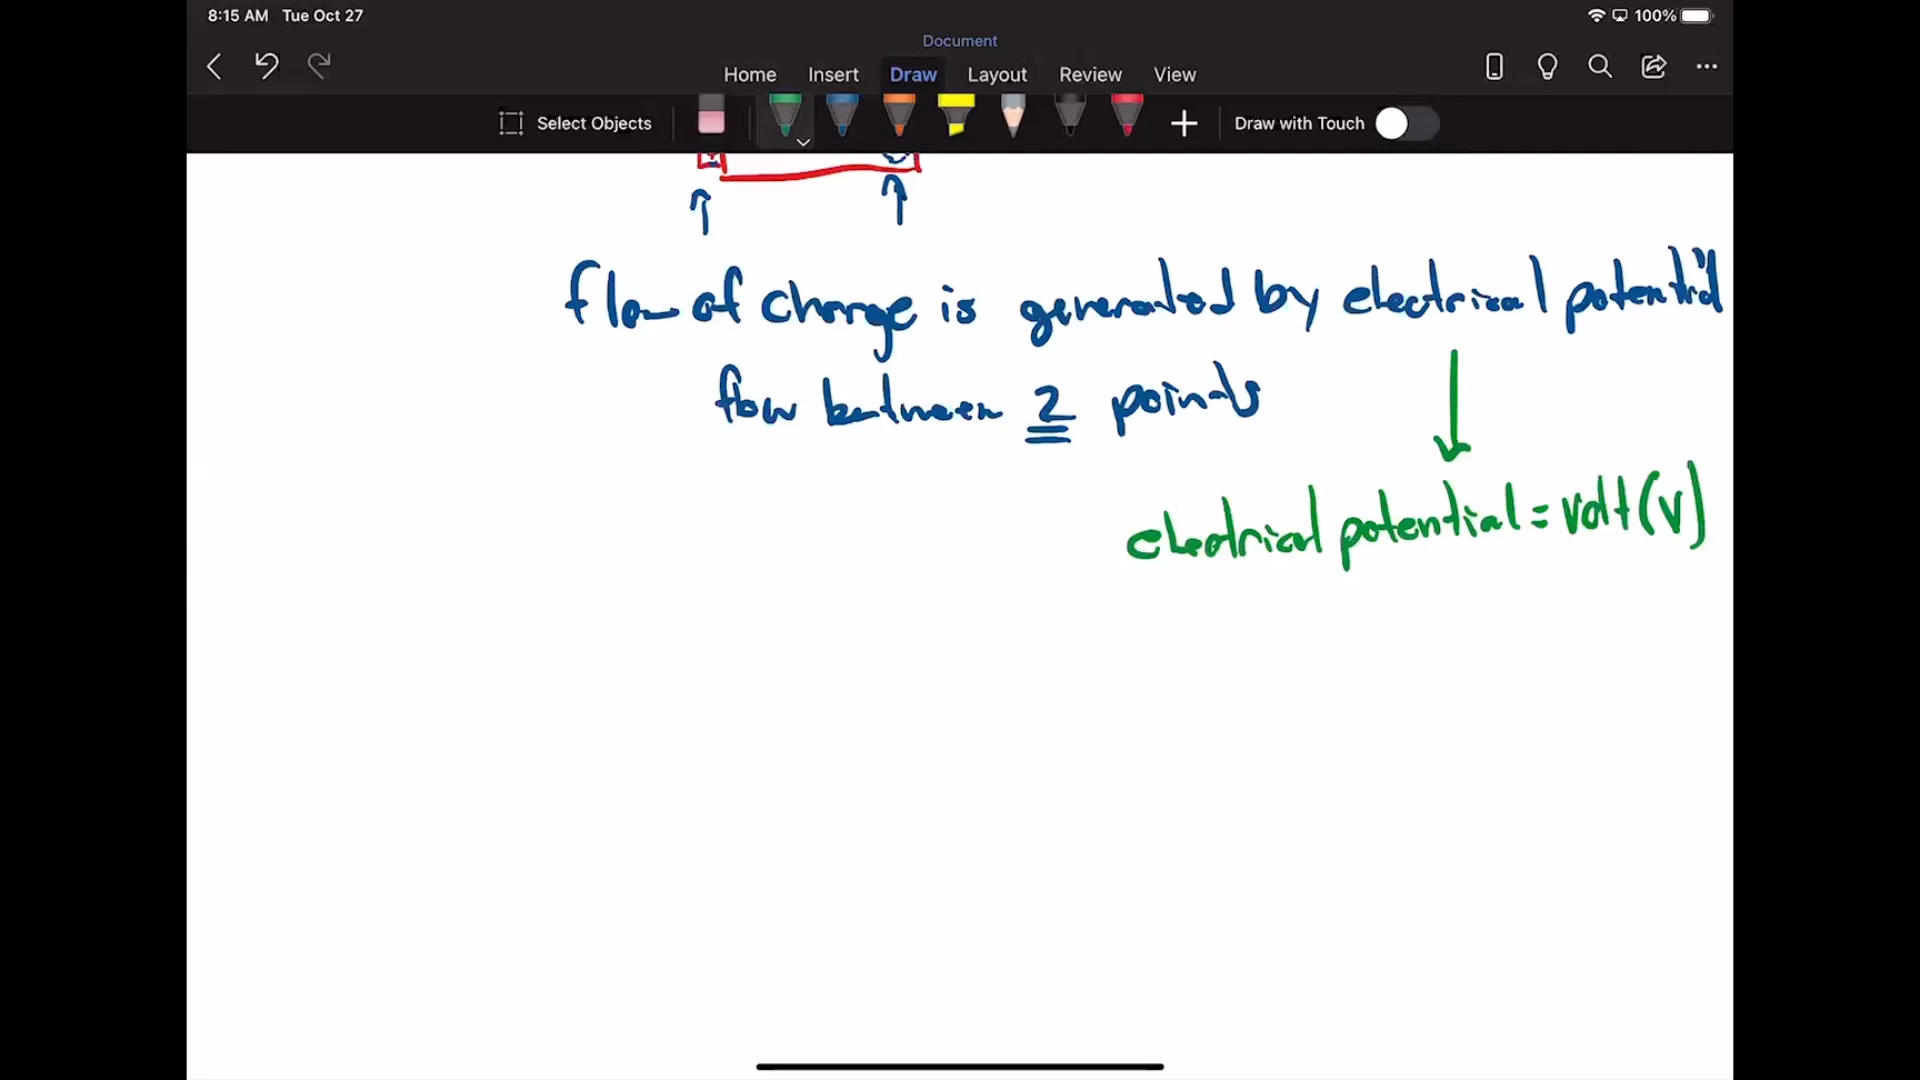 8:15 AM Tue Oct 27
100%
Document
Home Insert Draw Layout Review View
Select Objects
Draw with Touch
flow of charge is generated by electrical potential
flow between 2 points
electrical potential = volt (V)